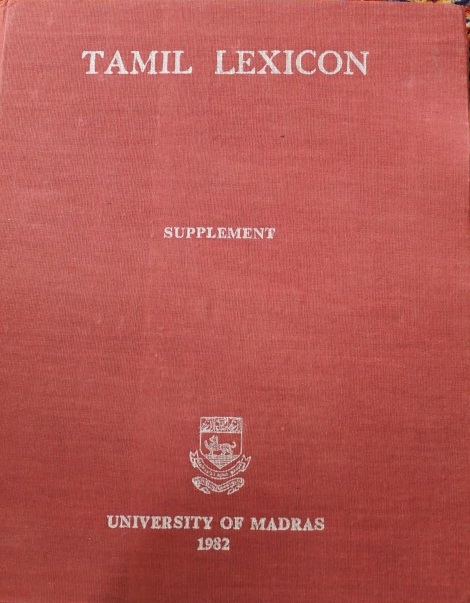 TAMIL LEXICON
SUPPLEMENT
UNIVERSITY OF MADRAS
1982